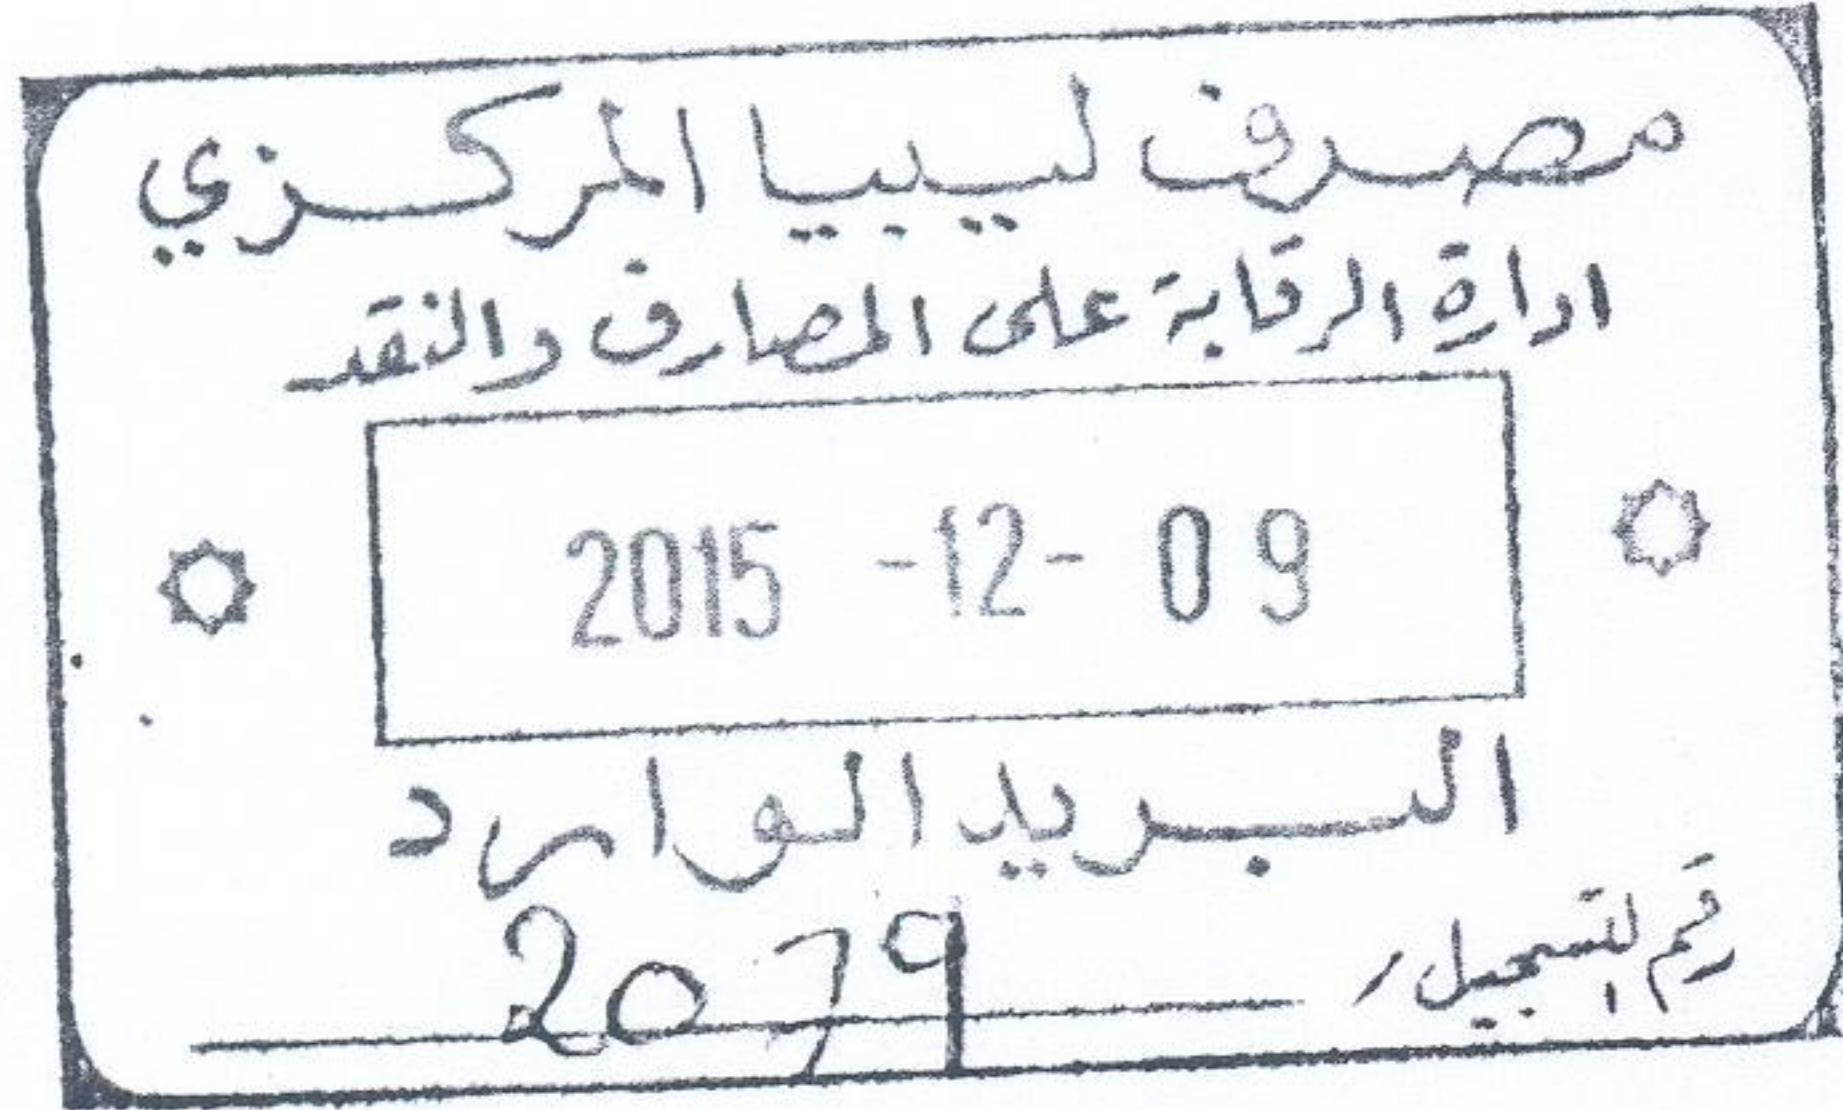 مصرف ليبيا المركزي
ادارة الرقابة على المصارف والنقد
2015 -12- 09
البريد الوارد
رقم التسجيل / 2079